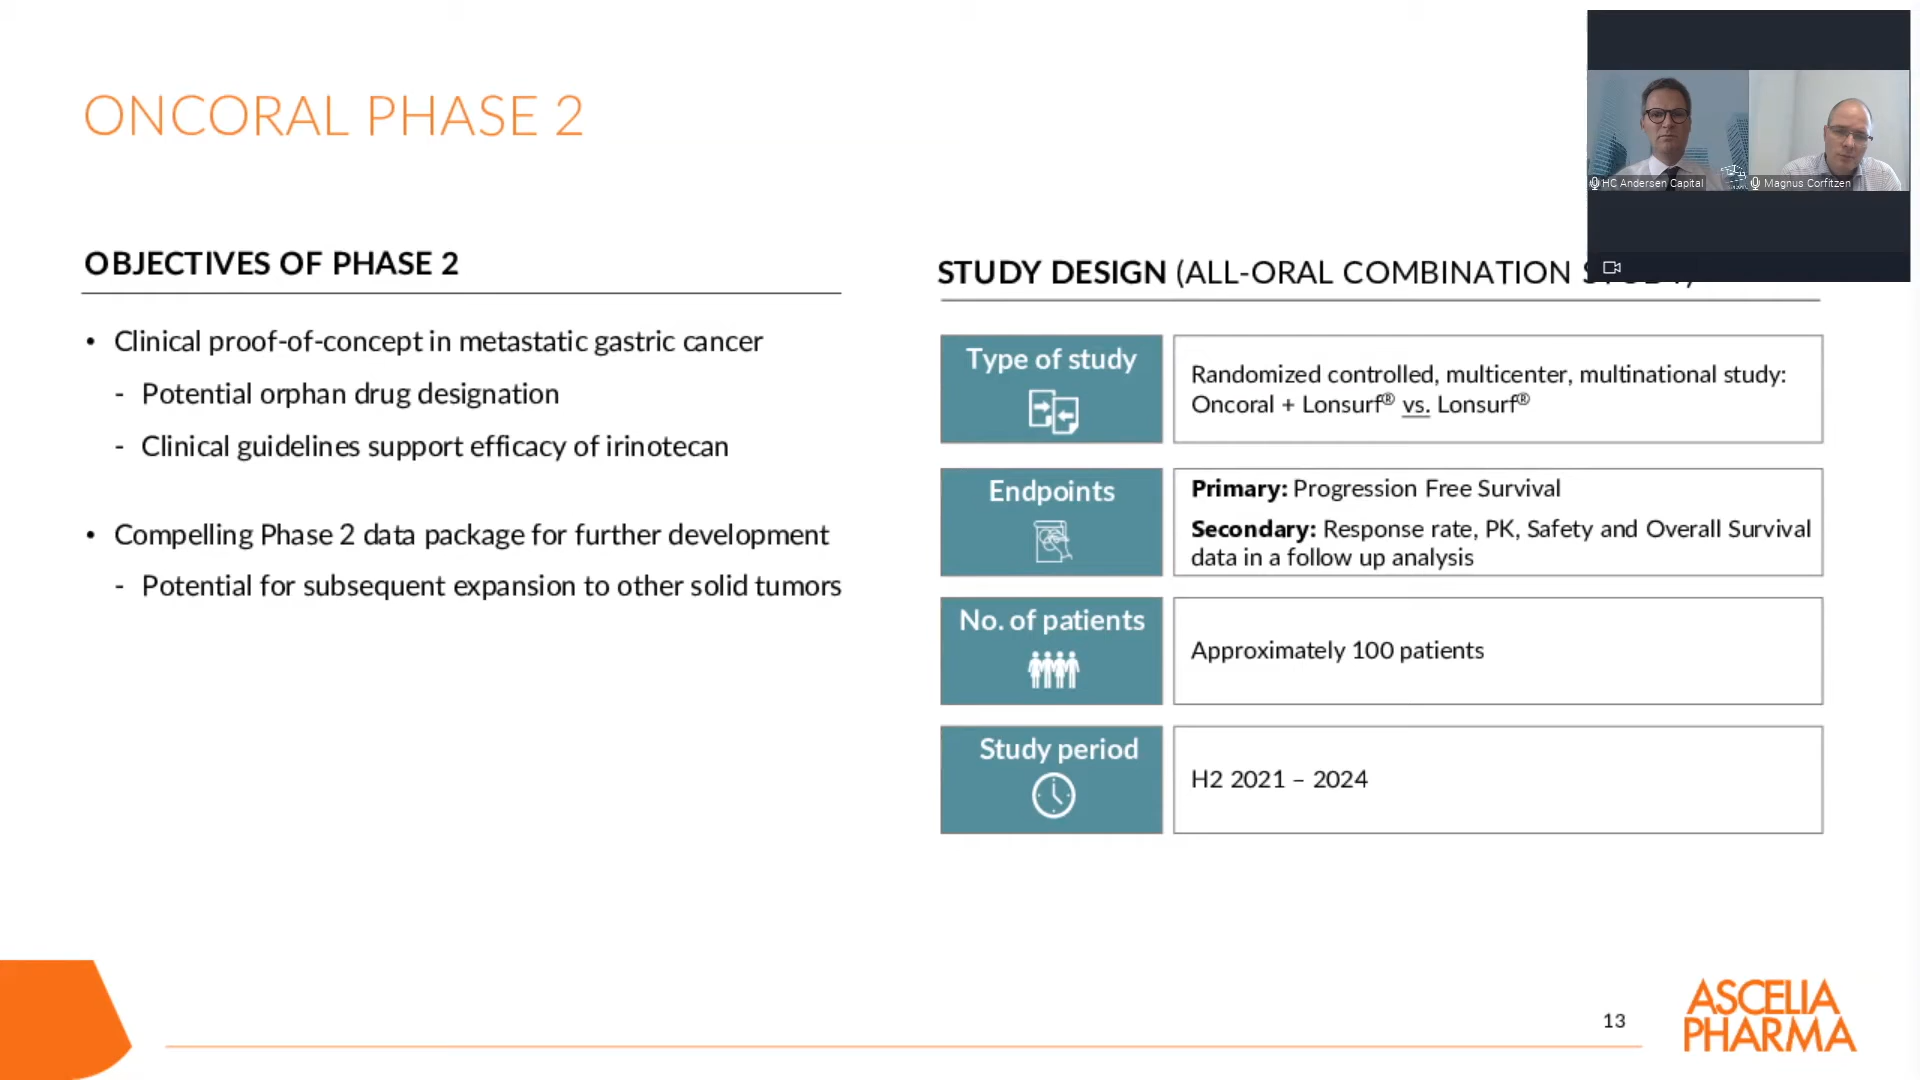 ONCORAL PHASE 2
HC Andersen Capital
Magnus Corfitzen
OBJECTIVES OF PHASE 2
• Clinical proof-of-concept in metastatic gastric cancer
- Potential orphan drug designation
- Clinical guidelines support efficacy of irinotecan
• Compelling Phase 2 data package for further development
- Potential for subsequent expansion to other solid tumors
STUDY DESIGN (ALL-ORAL COMBINATION
Type of study
Randomized controlled, multicenter, multinational study:
Oncoral + Lonsurf® vs. Lonsurf®
Endpoints
Primary: Progression Free Survival
Secondary: Response rate, PK, Safety and Overall Survival
data in a follow up analysis
No. of patients
Approximately 100 patients
Study period
H2 2021 – 2024
13
ASCELIA
PHARMA